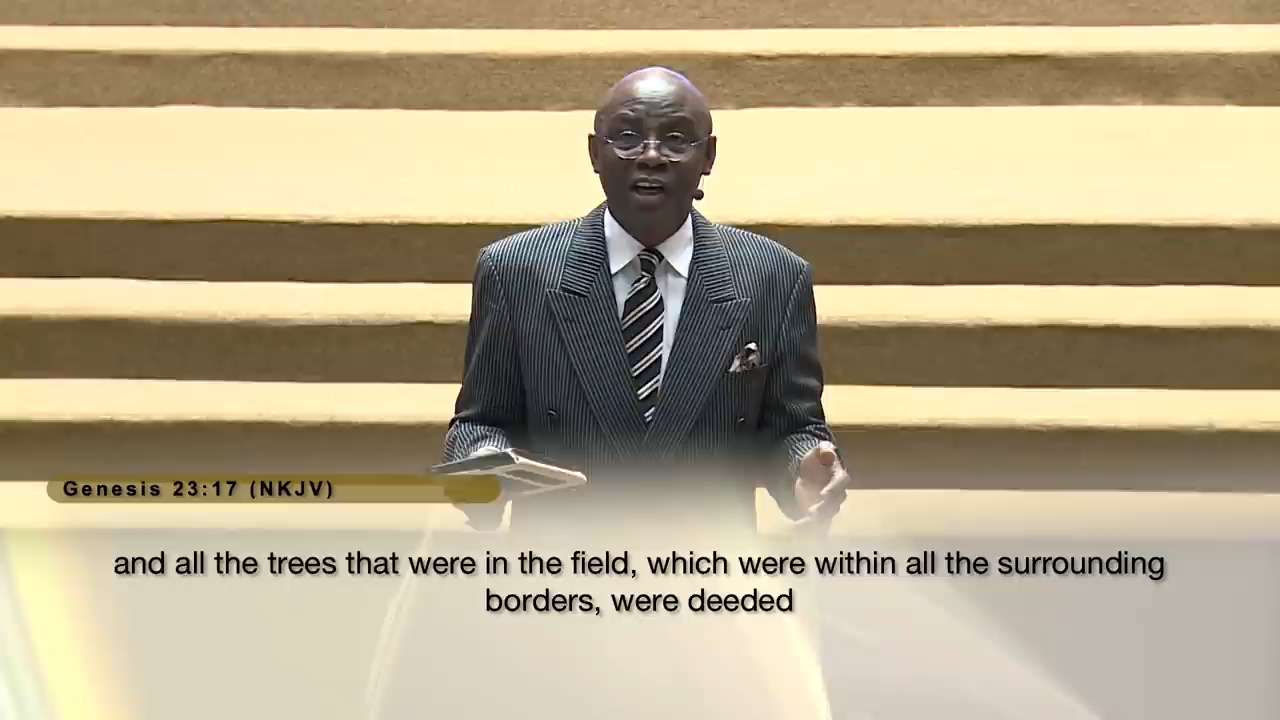 Genesis 23:17 (NKJV)
and all the trees that were in the field, which were within all the surrounding
borders, were deeded